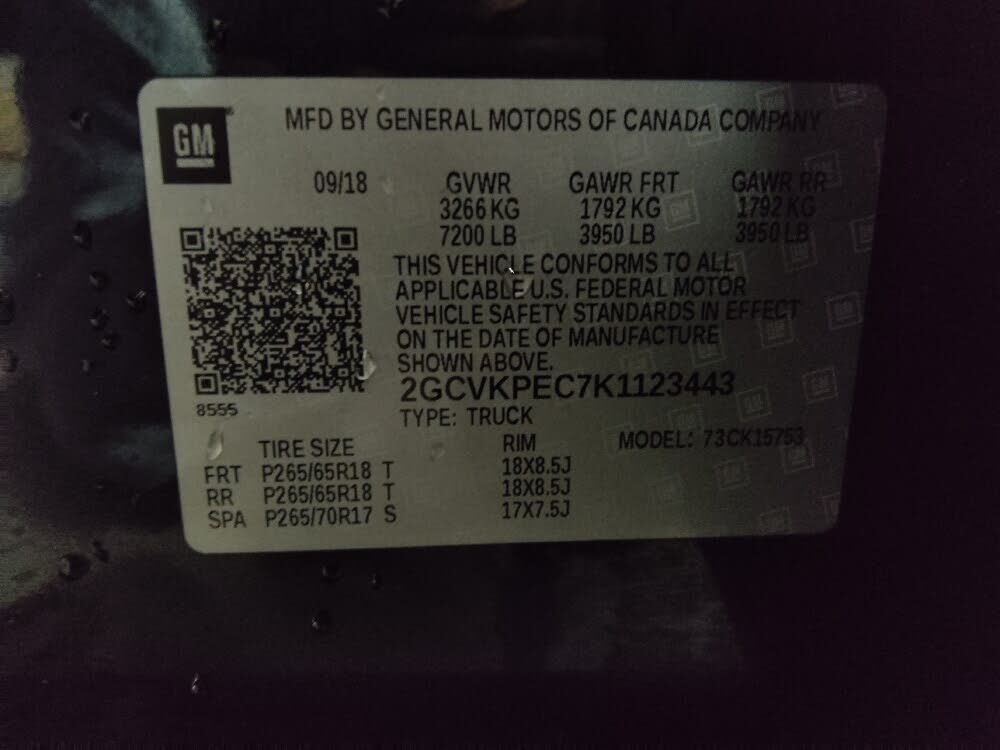 GM
MFD BY GENERAL MOTORS OF CANADA COMPANY
09/18 GVWR GAWR FRT GAWR RR
3266 KG 1792 KG 1792 KG
7200 LB 3950 LB 3950 LB
THIS VEHICLE CONFORMS TO ALL
APPLICABLE U.S. FEDERAL MOTOR
VEHICLE SAFETY STANDARDS IN EFFECT
ON THE DATE OF MANUFACTURE
SHOWN ABOVE.
2GCVKPEC7K1123443
8555
TYPE: TRUCK
TIRE SIZE RIM MODEL: 73CK15753
FRT P265/65R18 T 18X8.5J
RR P265/65R18 T 18X8.5J
SPA P265/70R17 S 17X7.5J